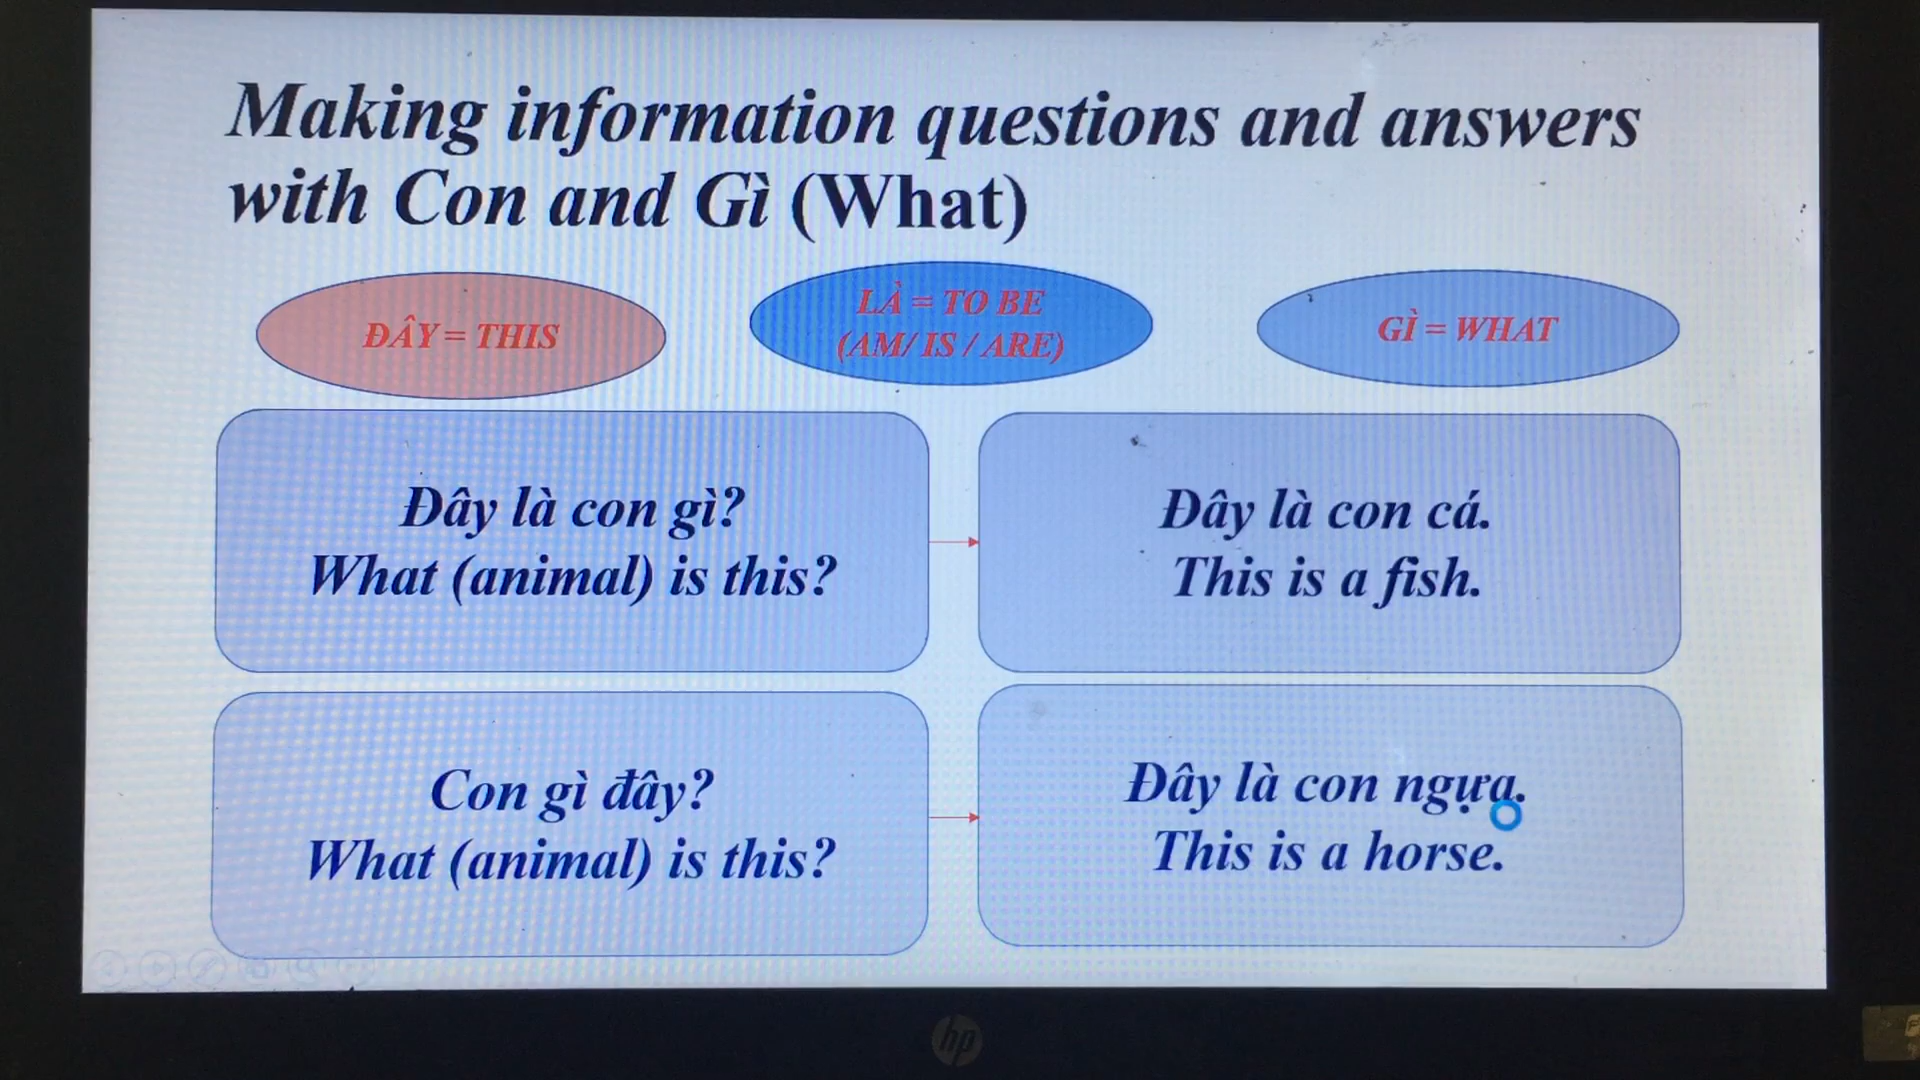 Making information questions and answers
with Con and Gì (What)
ĐÂY = THIS
LÀ = TO BE
(AM/ IS / ARE)
GÌ = WHAT
Đây là con gì?
What (animal) is this?
Đây là con cá.
This is a fish.
Con gì đây?
What (animal) is this?
Đây là con ngựa.
This is a horse.
hp